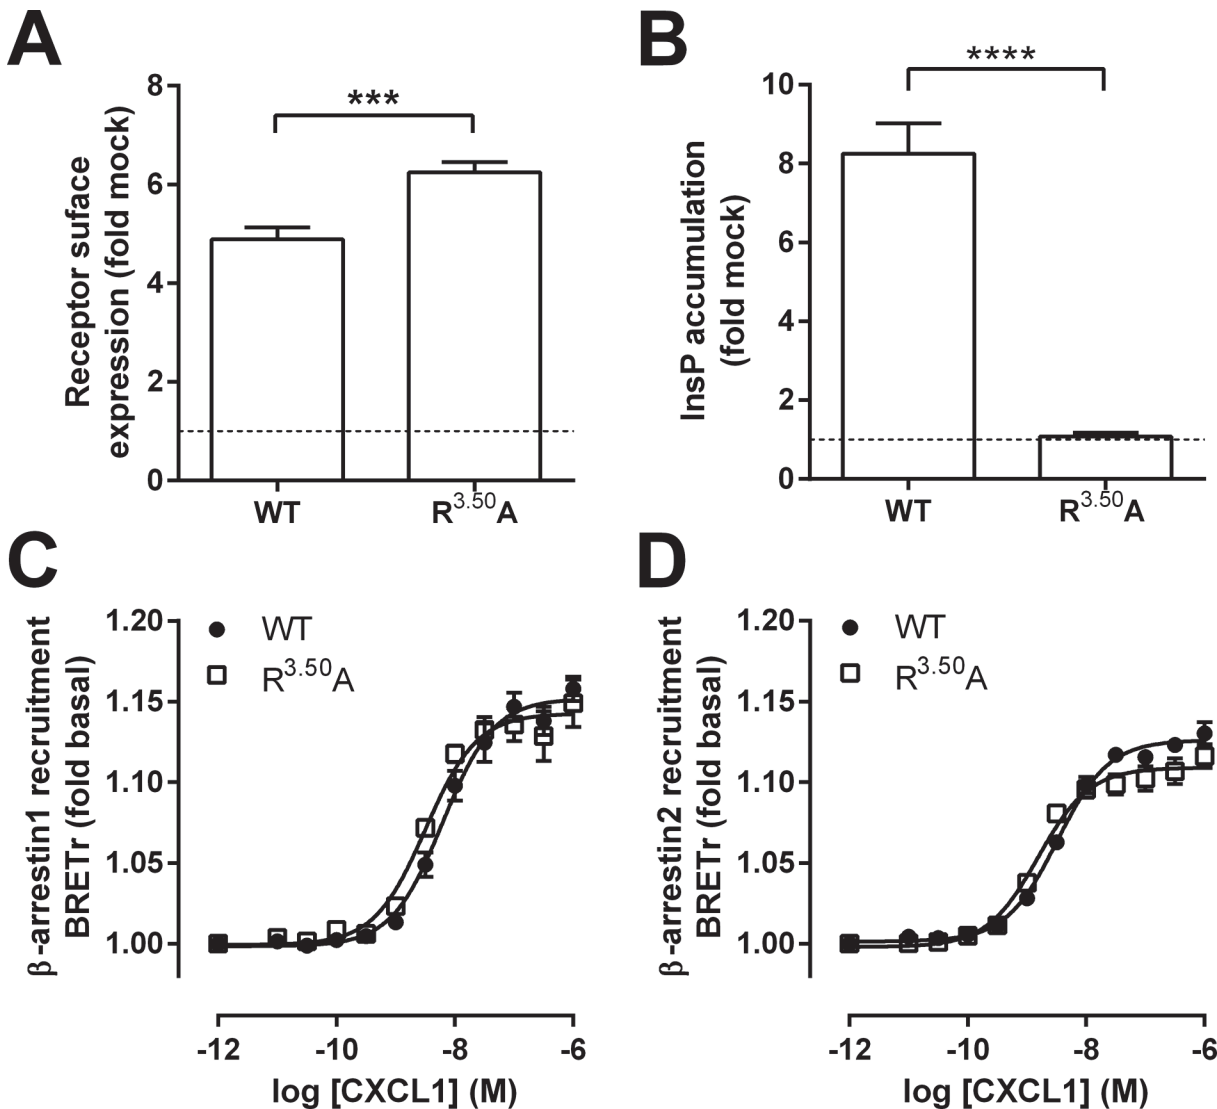 A
Receptor suface
expression (fold mock)
8
6
4
2
0
***
WT
R3.50A
B
InsP accumulation
(fold mock)
10
8
6
4
2
0
****
WT
R3.50A
C
β-arrestin1 recruitment
BRETr (fold basal)
1.20
1.15
1.10
1.05
1.00
WT
R3.50A
-12 -10 -8 -6
log [CXCL1] (M)
D
β-arrestin2 recruitment
BRETr (fold basal)
1.20
1.15
1.10
1.05
1.00
WT
R3.50A
-12 -10 -8 -6
log [CXCL1] (M)